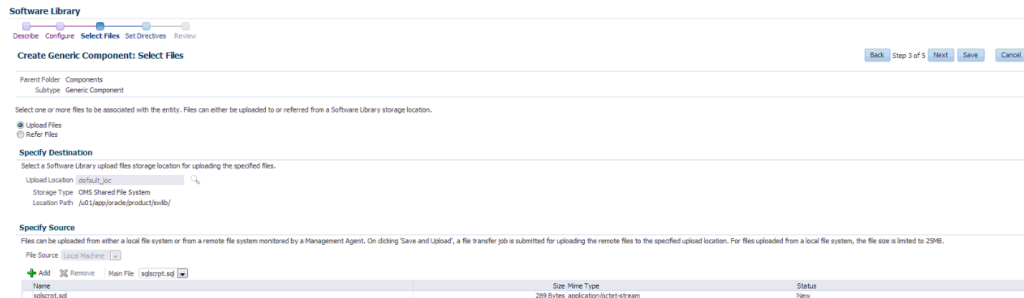 Software Library
Describe Configure Select Files Set Directives Review
Create Generic Component: Select Files
Back Step 3 of 5 Next Save Cancel
Parent Folder Components
Subtype Generic Component
Select one or more files to be associated with the entity. Files can either be uploaded to or referred from a Software Library storage location.
Upload Files
Refer Files
Specify Destination
Select a Software Library upload files storage location for uploading the specified files.
Upload Location default_loc
Storage Type OMS Shared File System
Location Path /u01/app/oracle/product/swlib/
Specify Source
Files can be uploaded from either a local file system or from a remote file system monitored by a Management Agent. On clicking 'Save and Upload', a file transfer job is submitted for uploading the remote files to the specified upload location. For files uploaded from a local file system, the file size is limited to 25MB.
File Source Local Machine
Add Remove Main File sqlscrpt.sql
Name Size Mime Type Status
sqlscrpt.sql 289 Bytes application/octet-stream New